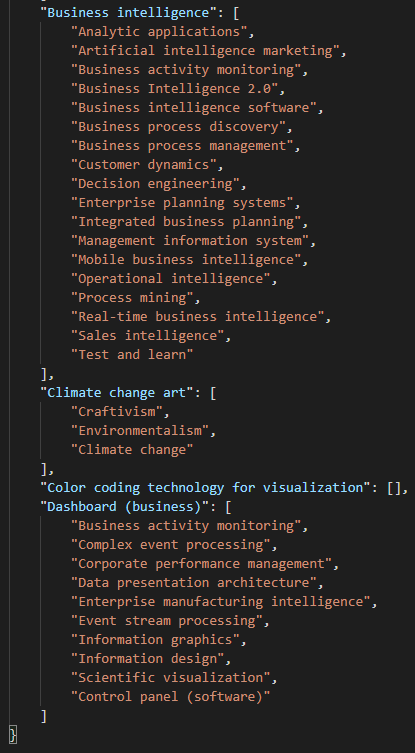 "Business intelligence": [
"Analytic applications",
"Artificial intelligence marketing",
"Business activity monitoring",
"Business Intelligence 2.0",
"Business intelligence software",
"Business process discovery",
"Business process management",
"Customer dynamics",
"Decision engineering",
"Enterprise planning systems",
"Integrated business planning",
"Management information system",
"Mobile business intelligence",
"Operational intelligence",
"Process mining",
"Real-time business intelligence",
"Sales intelligence",
"Test and learn"
],
"Climate change art": [
"Craftivism",
"Environmentalism",
"Climate change"
],
"Color coding technology for visualization": [],
"Dashboard (business)": [
"Business activity monitoring",
"Complex event processing",
"Corporate performance management",
"Data presentation architecture",
"Enterprise manufacturing intelligence",
"Event stream processing",
"Information graphics",
"Information design",
"Scientific visualization",
"Control panel (software)"
]
}